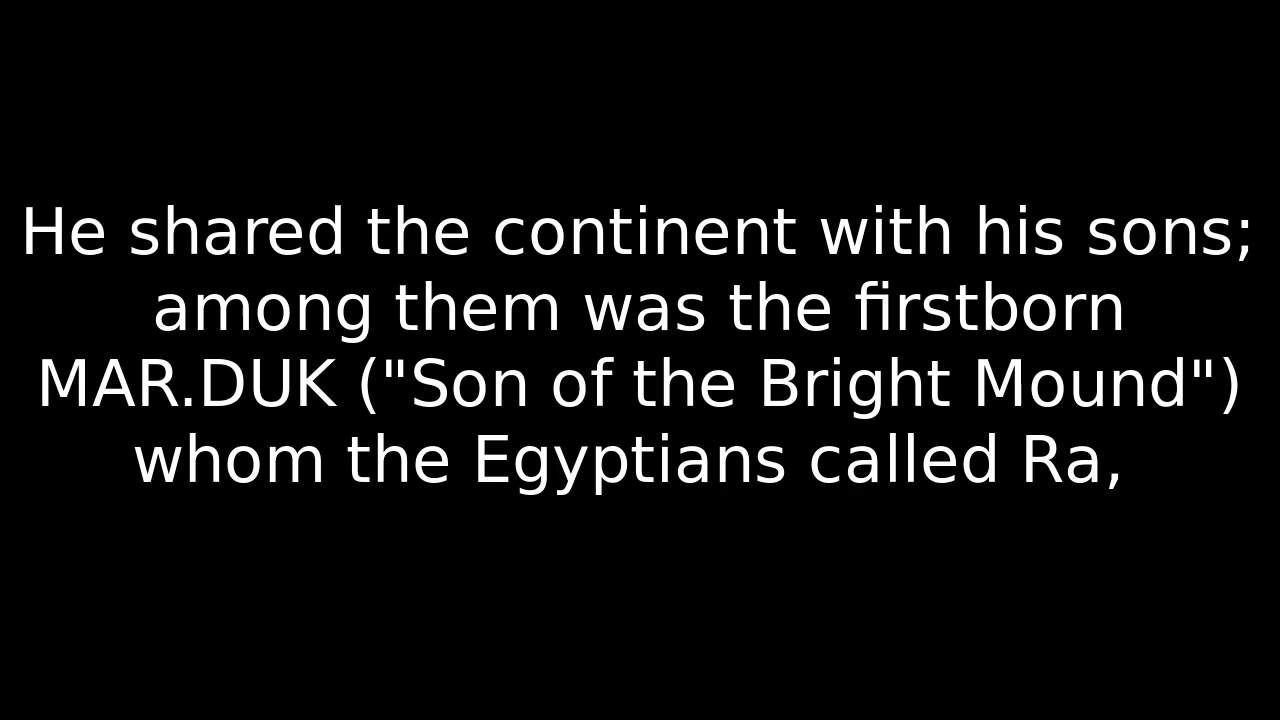 He shared the continent with his sons;
among them was the firstborn
MAR.DUK ("Son of the Bright Mound")
whom the Egyptians called Ra,